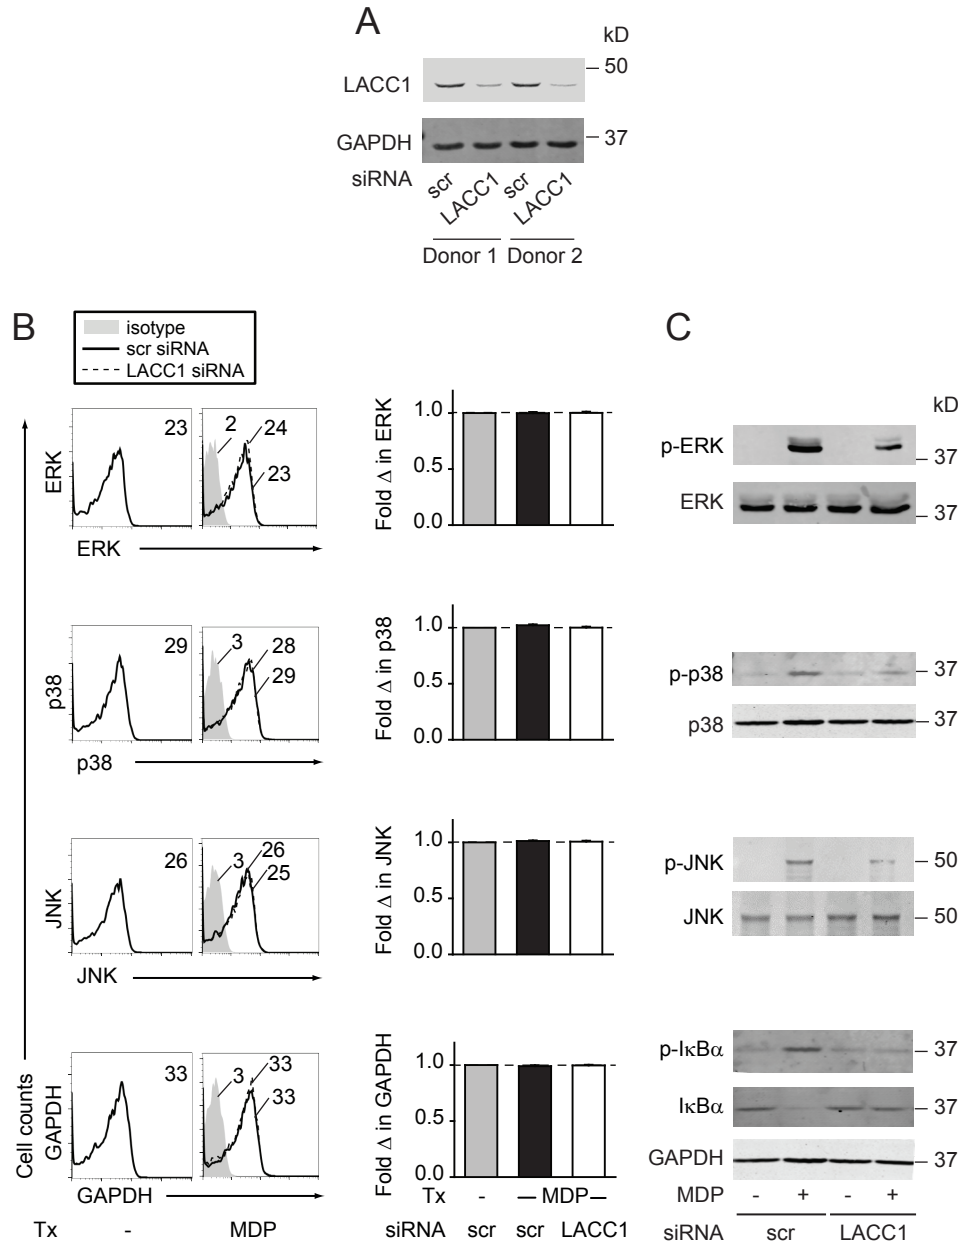 A
kD
LACC1
50
GAPDH
37
siRNA
scr
LACC1
scr
LACC1
Donor 1
Donor 2
B
isotype
scr siRNA
LACC1 siRNA
Cell counts
ERK
23
2
24
23
ERK
Fold Δ in ERK
1.0
0.5
0.0
p38
29
3
28
29
p38
Fold Δ in p38
1.0
0.5
0.0
JNK
26
3
26
25
JNK
Fold Δ in JNK
1.0
0.5
0.0
GAPDH
33
3
33
33
GAPDH
Fold Δ in GAPDH
1.0
0.5
0.0
Tx
-
MDP
Tx - MDP
siRNA scr scr LACC1
C
kD
p-ERK
37
ERK
37
p-p38
37
p38
37
p-JNK
50
JNK
50
p-IκBα
37
IκBα
37
GAPDH
37
MDP - + - +
siRNA scr LACC1